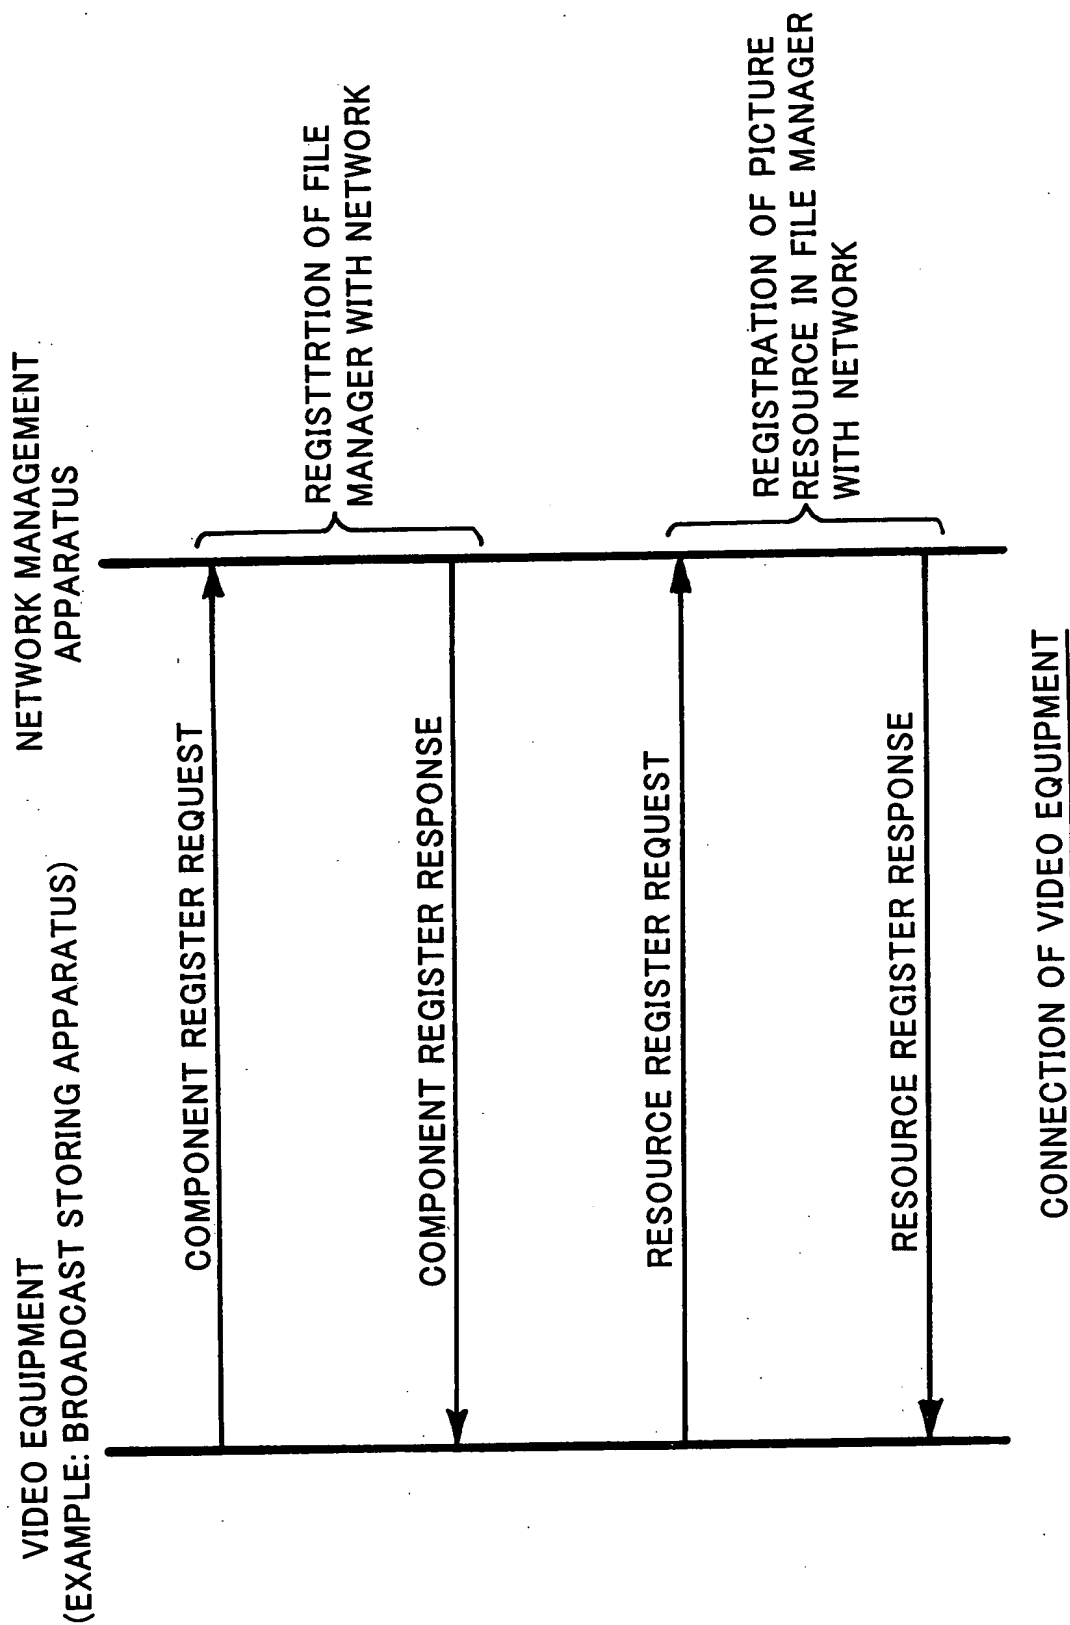 VIDEO EQUIPMENT
(EXAMPLE: BROADCAST STORING APPARATUS)
NETWORK MANAGEMENT
APPARATUS
COMPONENT REGISTER REQUEST
REGISTTRTION OF FILE
MANAGER WITH NETWORK
COMPONENT REGISTER RESPONSE
RESOURCE REGISTER REQUEST
REGISTRATION OF PICTURE
RESOURCE IN FILE MANAGER
WITH NETWORK
RESOURCE REGISTER RESPONSE
CONNECTION OF VIDEO EQUIPMENT